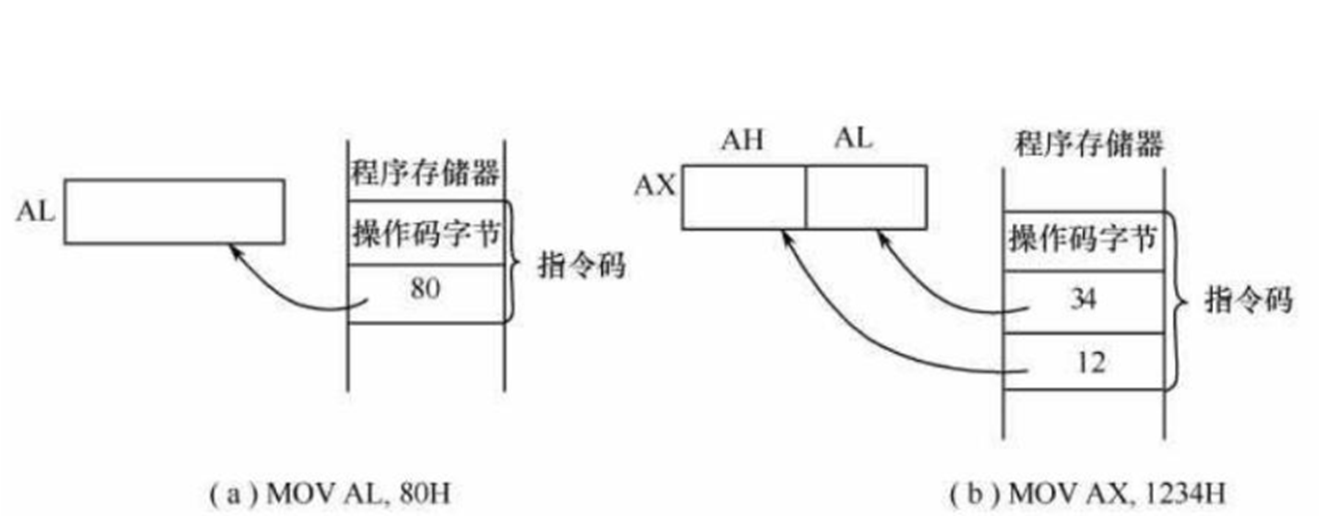 程序存储器
AL
操作码字节
80
指令码
( a ) MOV AL, 80H
AH AL
程序存储器
AX
操作码字节
34
12
指令码
( b ) MOV AX, 1234H